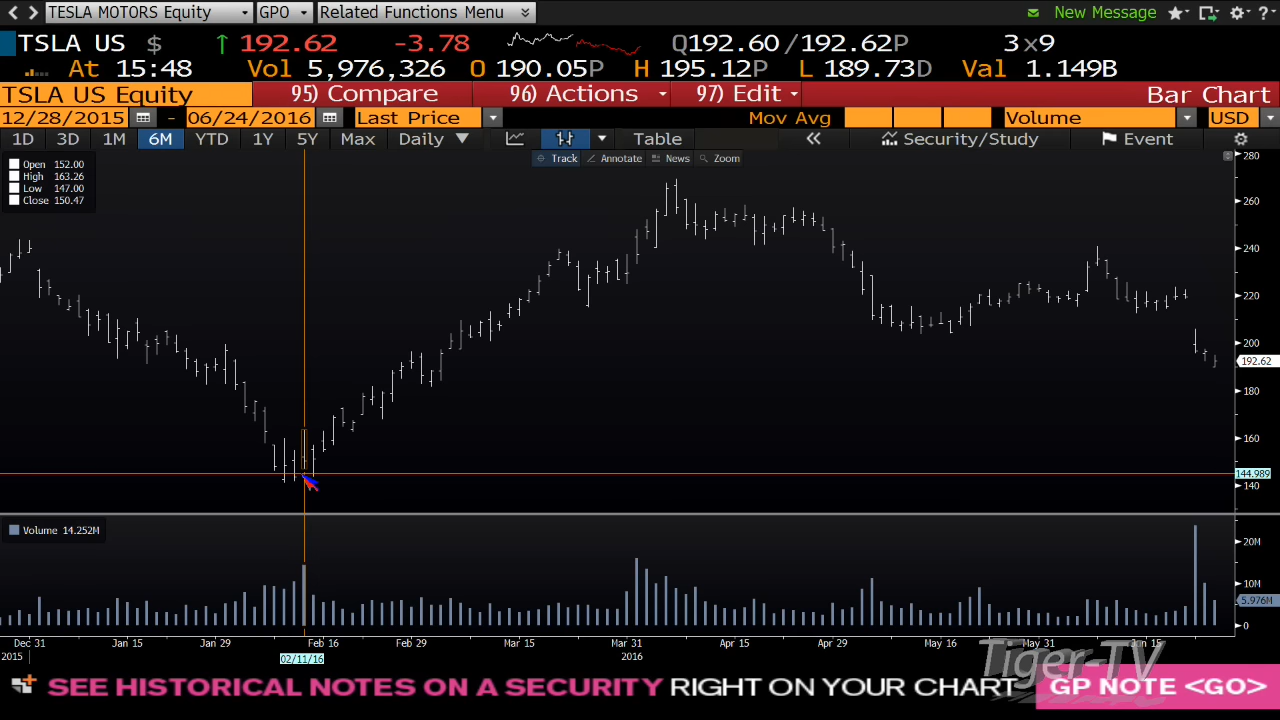 TESLA MOTORS Equity GPO Related Functions Menu New Message ?
TSLA US $ 192.62 -3.78 Q192.60/192.62P 3x9
At 15:48 Vol 5,976,326 O 190.05P H 195.12P L 189.73D Val 1.149B
TSLA US Equity 95) Compare 96) Actions 97) Edit Bar Chart
12/28/2015 - 06/24/2016 Last Price Mov Avg Volume USD
1D 3D 1M 6M YTD 1Y 5Y Max Daily Table Security/Study Event
Track Annotate News Zoom
Open 152.00
High 163.26
Low 147.00
Close 150.47
280
260
240
220
200
192.62
180
160
144.989
140
Volume 14.252M
20M
10M
5.976M
0
Dec 31 Jan 15 Jan 29 Feb 16 Feb 29 Mar 15 Mar 31 Apr 15 Apr 29 May 16 May 31 Jun 15
2015 02/11/16 2016
Tiger-TV
SEE HISTORICAL NOTES ON A SECURITY RIGHT ON YOUR CHART GP NOTE <GO>